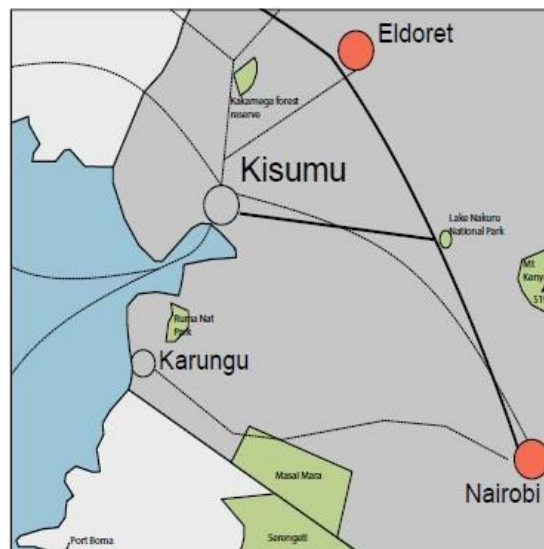 Eldoret
Kakamega forest
reserve
Kisumu
Lake Nakuru
National Park
Mt
Keny
519
Ruma Nat
Park
Karungu
Masai Mara
Nairobi
Port Boma
Serengeti